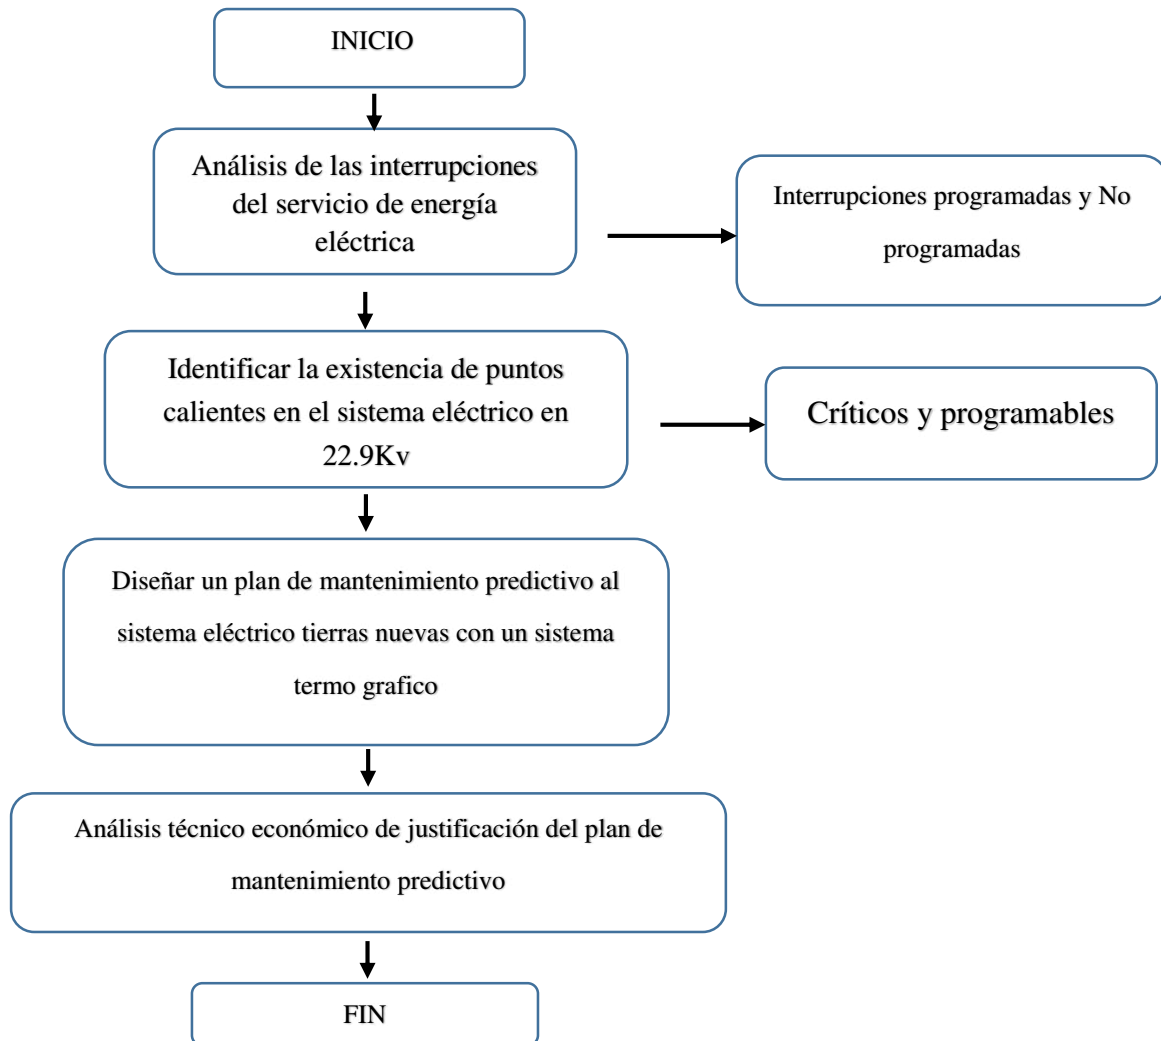 INICIO
Análisis de las interrupciones
del servicio de energía
eléctrica
Interrupciones programadas y No
programadas
Identificar la existencia de puntos
calientes en el sistema eléctrico en
22.9Kv
Críticos y programables
Diseñar un plan de mantenimiento predictivo al
sistema eléctrico tierras nuevas con un sistema
termo grafico
Análisis técnico económico de justificación del plan de
mantenimiento predictivo
FIN